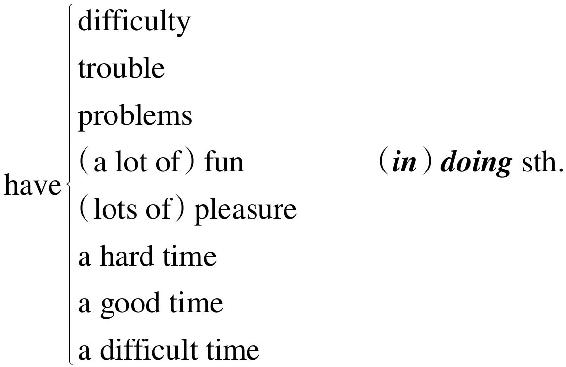 difficulty
trouble
problems
(a lot of) fun (in) doing sth.
have
(lots of) pleasure
a hard time
a good time
a difficult time